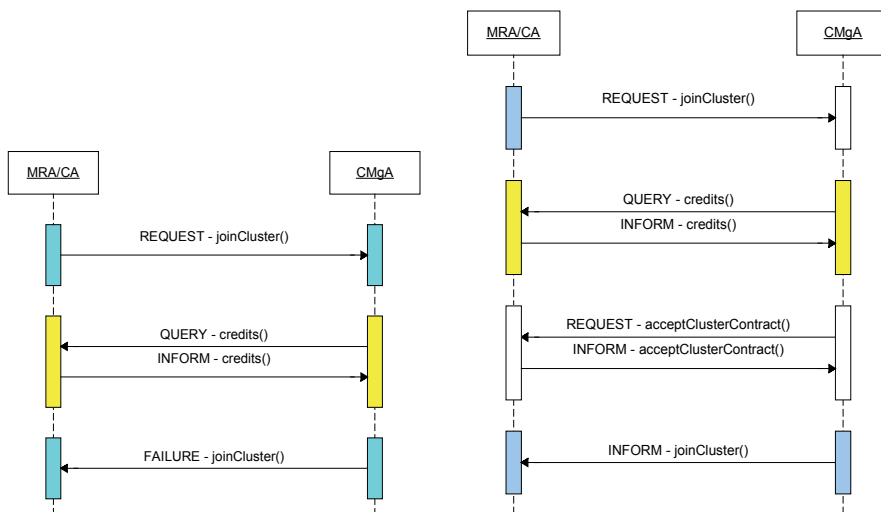 MRA/CA
CMgA
REQUEST - joinCluster()
QUERY - credits()
INFORM - credits()
FAILURE - joinCluster()
MRA/CA
CMgA
REQUEST - joinCluster()
QUERY - credits()
INFORM - credits()
REQUEST - acceptClusterContract()
INFORM - acceptClusterContract()
INFORM - joinCluster()